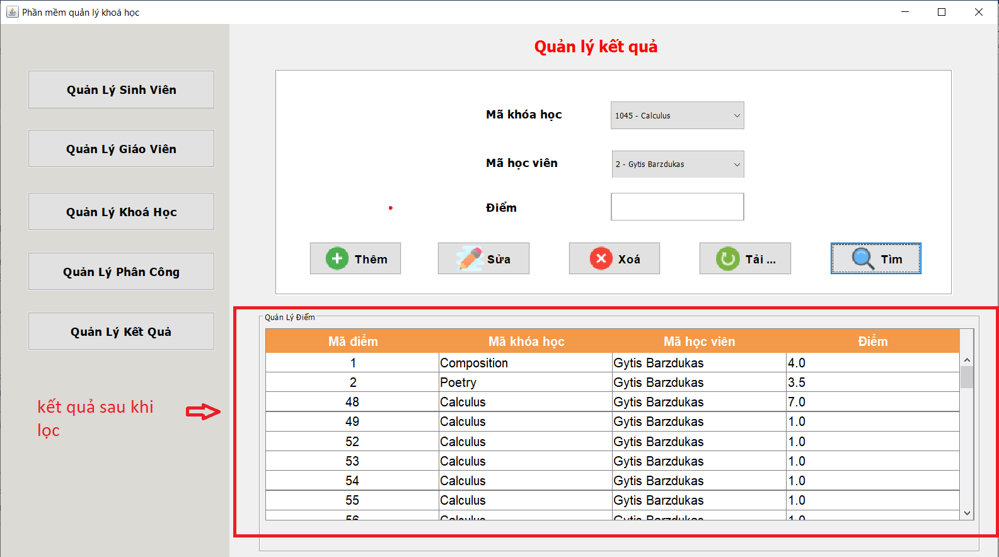 Phần mềm quản lý khoá học
Quản Lý Sinh Viên
Quản Lý Giáo Viên
Quản Lý Khoá Học
Quản Lý Phân Công
Quản Lý Kết Quả
kết quả sau khi
lọc
Quản lý kết quả
Mã khóa học 1045 - Calculus
Mã học viên 2 - Gytis Barzdukas
Điểm
Thêm Sửa Xoá Tải ... Tìm
Quản Lý Điểm
Mã điểm Mã khóa học Mã học viên Điểm
1 Composition Gytis Barzdukas 4.0
2 Poetry Gytis Barzdukas 3.5
48 Calculus Gytis Barzdukas 7.0
49 Calculus Gytis Barzdukas 1.0
52 Calculus Gytis Barzdukas 1.0
53 Calculus Gytis Barzdukas 1.0
54 Calculus Gytis Barzdukas 1.0
55 Calculus Gytis Barzdukas 1.0
56 Calculus Gytis Barzdukas 1.0